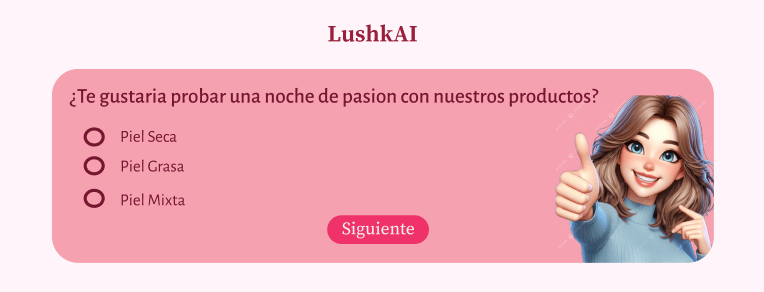 LushkAI
¿Te gustaria probar una noche de pasion con nuestros productos?
Piel Seca
Piel Grasa
Piel Mixta
Siguiente